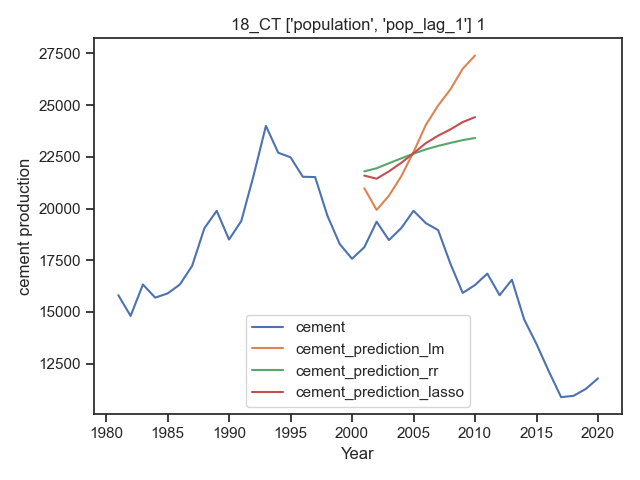 18_CT ['population', 'pop_lag_1'] 1
cement production
27500
25000
22500
20000
17500
15000
12500
cement
cement_prediction_lm
cement_prediction_rr
cement_prediction_lasso
1980 1985 1990 1995 2000 2005 2010 2015 2020
Year